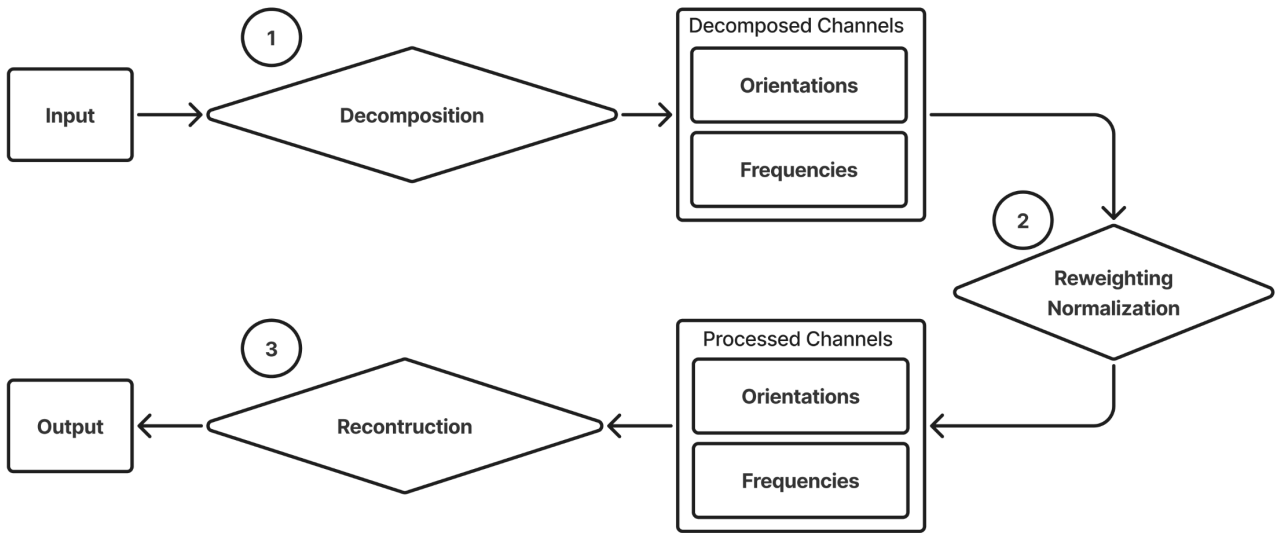 1
Input
Decomposition
Decomposed Channels
Orientations
Frequencies
2
Reweighting
Normalization
Processed Channels
Orientations
Frequencies
3
Recontruction
Output